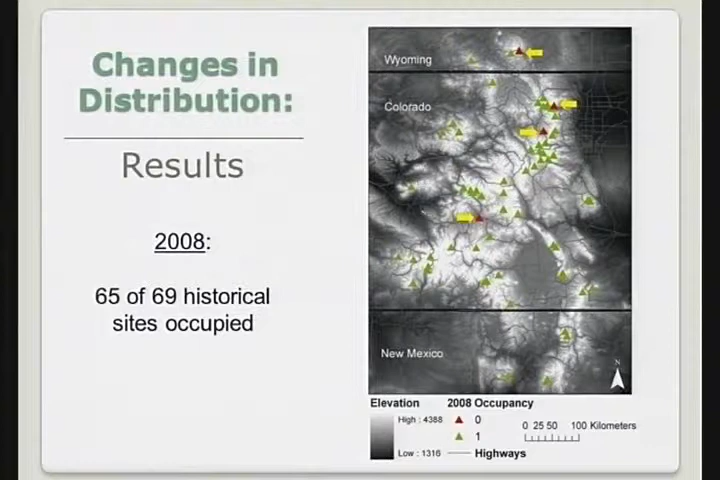 Changes in
Distribution:
Results
2008:
65 of 69 historical
sites occupied
Wyoming
Colorado
New Mexico
N
Elevation
High : 4388
Low : 1316
2008 Occupancy
0
1
Highways
0 25 50 100 Kilometers